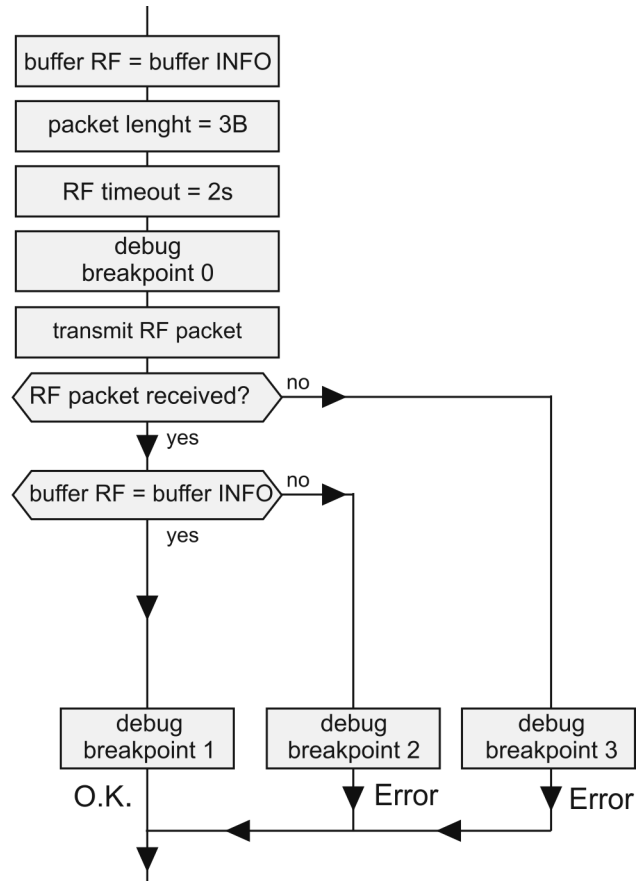 buffer RF = buffer INFO
packet lenght = 3B
RF timeout = 2s
debug
breakpoint 0
transmit RF packet
RF packet received?
no
yes
buffer RF = buffer INFO
no
yes
debug
breakpoint 1
debug
breakpoint 2
debug
breakpoint 3
O.K.
Error
Error